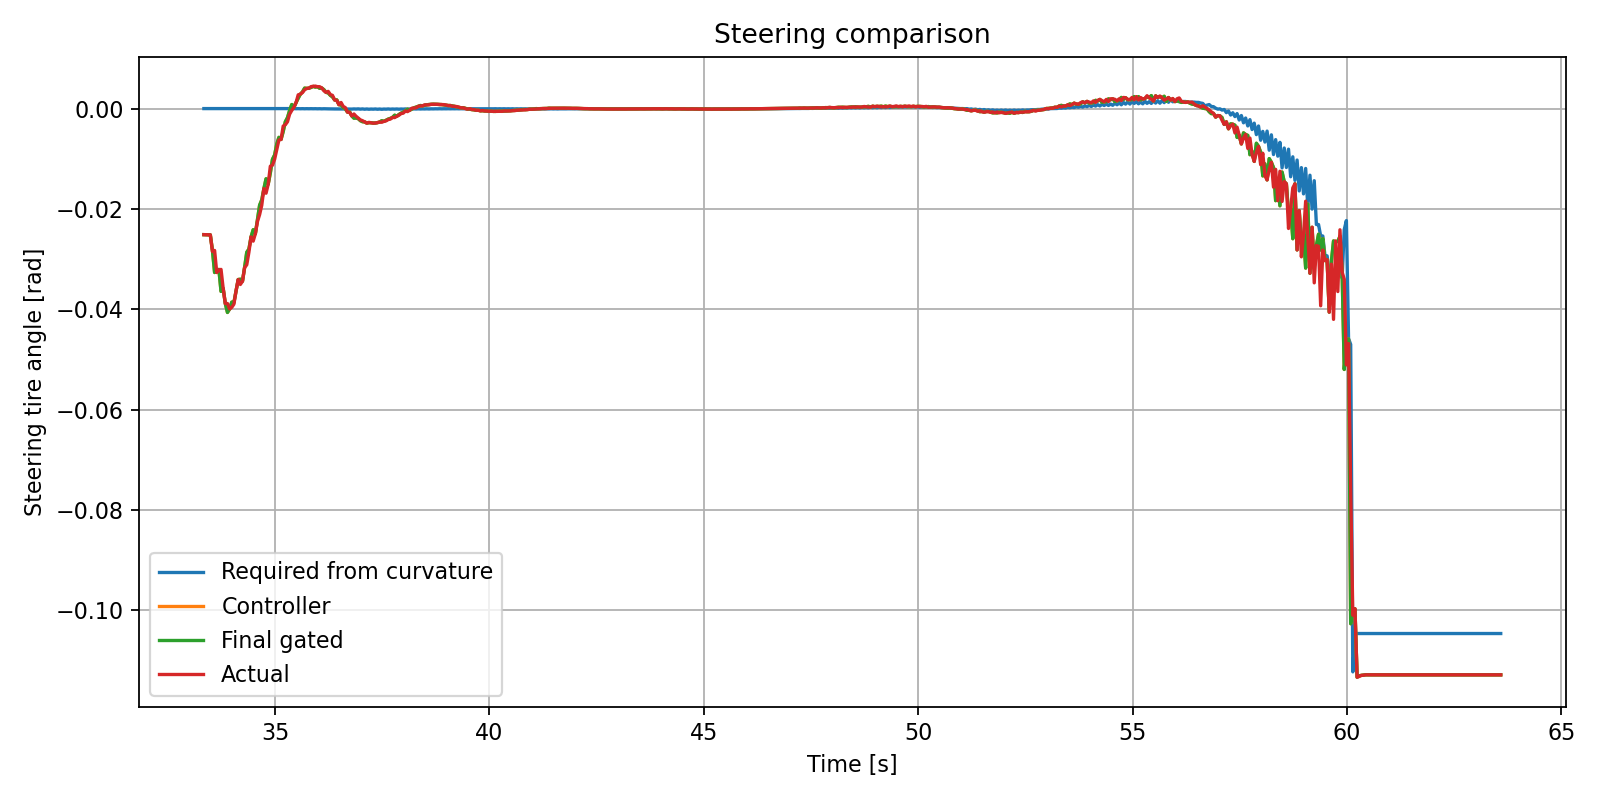 Steering comparison
Steering tire angle [rad]
0.00
−0.02
−0.04
−0.06
−0.08
−0.10
Required from curvature
Controller
Final gated
Actual
35
40
45
50
55
60
65
Time [s]